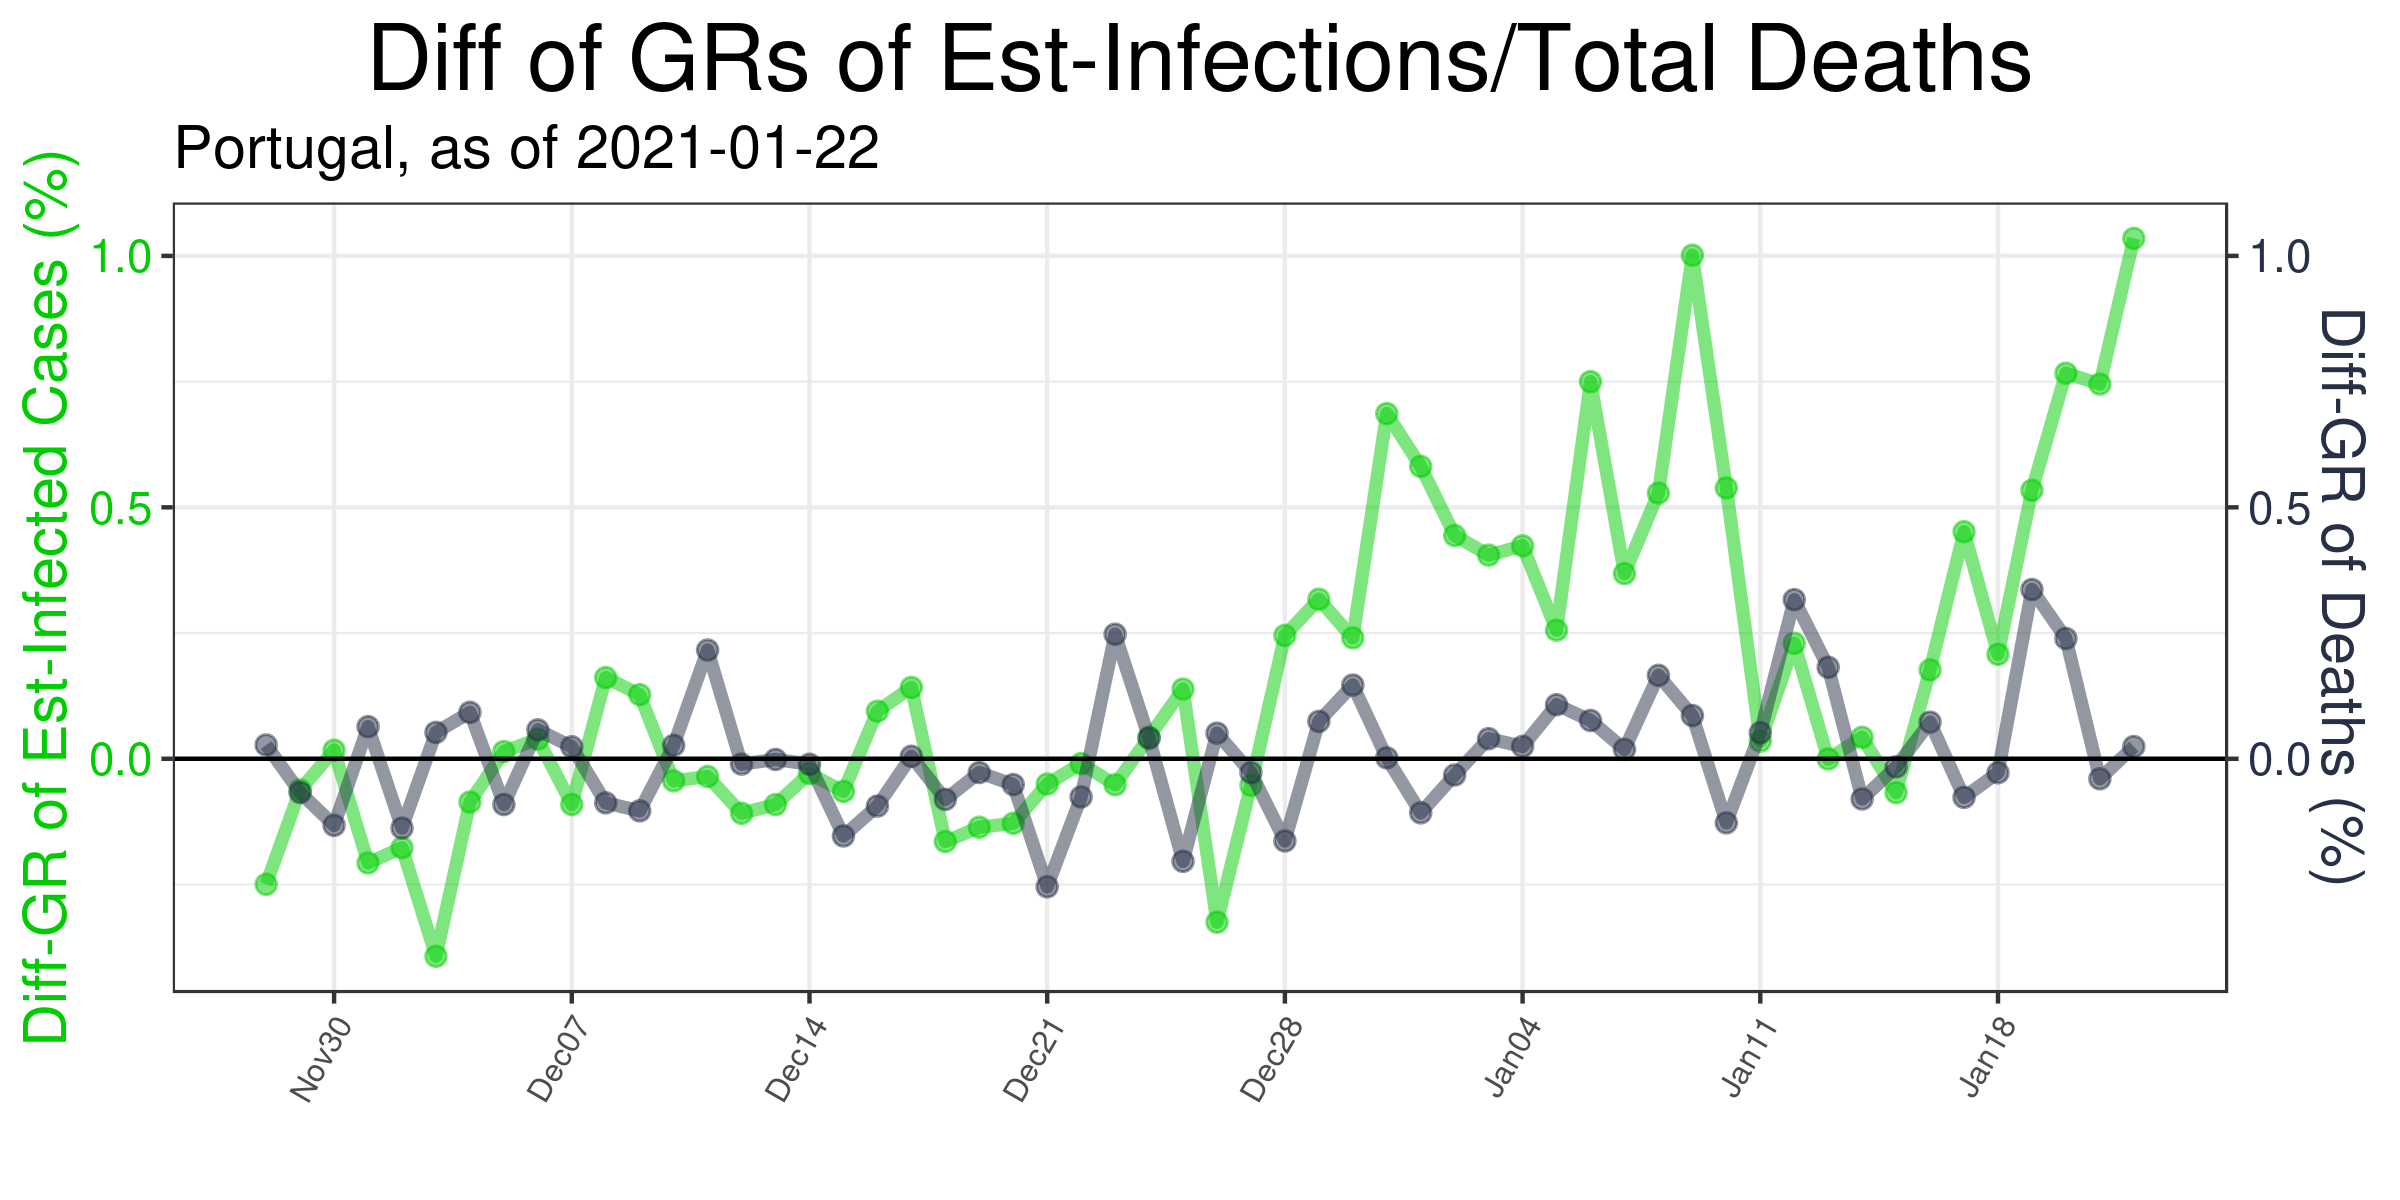 Diff of GRs of Est-Infections/Total Deaths
Portugal, as of 2021-01-22
Diff-GR of Est-Infected Cases (%)
1.0
0.5
0.0
1.0
0.5
0.0
Diff-GR of Deaths (%)
Nov30
Dec07
Dec14
Dec21
Dec28
Jan04
Jan11
Jan18